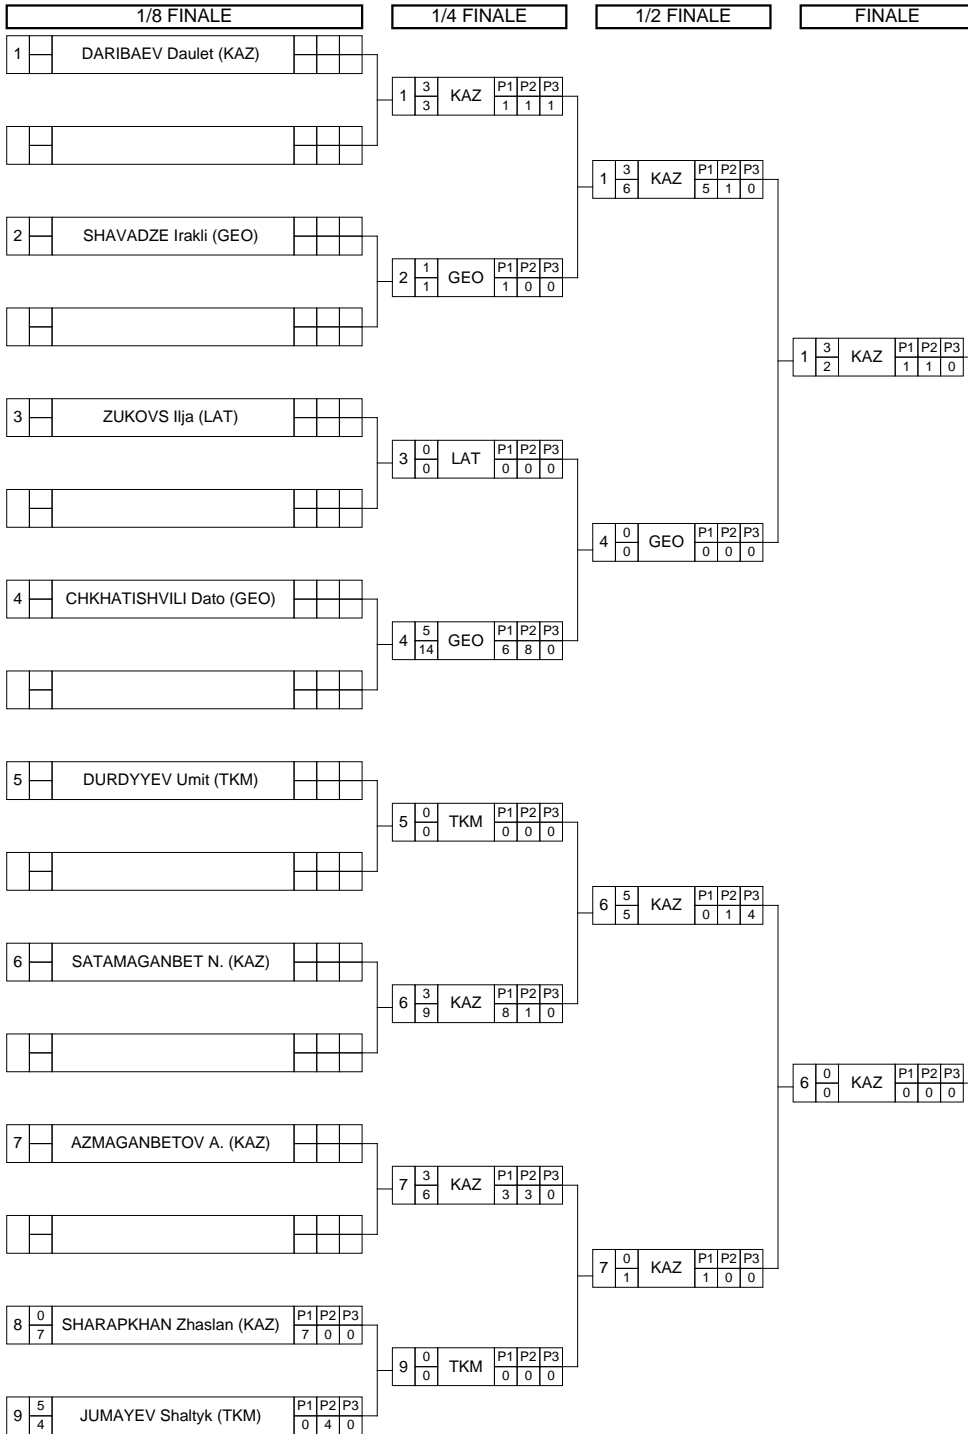 1/8 FINALE 1/4 FINALE 1/2 FINALE FINALE
1 DARIBAEV Daulet (KAZ)
1 3 3 KAZ P1 P2 P3 1 1 1
1 3 6 KAZ P1 P2 P3 5 1 0
2 SHAVADZE Irakli (GEO)
2 1 1 GEO P1 P2 P3 1 0 0
1 3 2 KAZ P1 P2 P3 1 1 0
3 ZUKOVS Ilja (LAT)
3 0 0 LAT P1 P2 P3 0 0 0
4 0 0 GEO P1 P2 P3 0 0 0
4 CHKHATISHVILI Dato (GEO)
4 5 14 GEO P1 P2 P3 6 8 0
5 DURDYYEV Umit (TKM)
5 0 0 TKM P1 P2 P3 0 0 0
6 5 5 KAZ P1 P2 P3 0 1 4
6 SATAMAGANBET N. (KAZ)
6 3 9 KAZ P1 P2 P3 8 1 0
6 0 0 KAZ P1 P2 P3 0 0 0
7 AZMAGANBETOV A. (KAZ)
7 3 6 KAZ P1 P2 P3 3 3 0
7 0 1 KAZ P1 P2 P3 1 0 0
8 0 7 SHARAPKHAN Zhaslan (KAZ) P1 P2 P3 7 0 0
9 0 0 TKM P1 P2 P3 0 0 0
9 5 4 JUMAYEV Shaltyk (TKM) P1 P2 P3 0 4 0